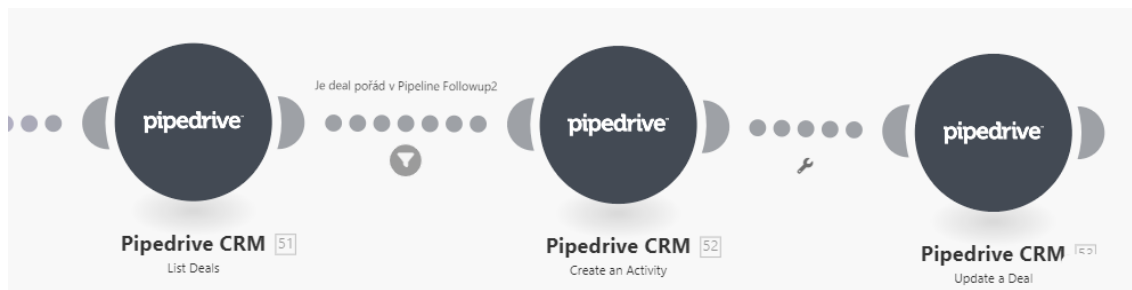 Je deal pořád v Pipeline Followup2
pipedrive
pipedrive
pipedrive
Pipedrive CRM 51
List Deals
Pipedrive CRM 52
Create an Activity
Pipedrive CRM
Update a Deal